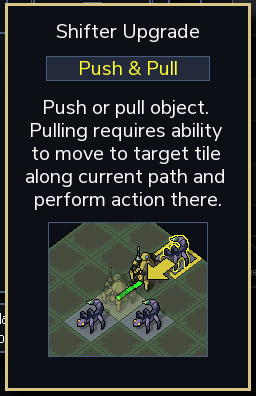 Shifter Upgrade
Push & Pull
Push or pull object.
Pulling requires ability
to move to target tile
along current path and
perform action there.